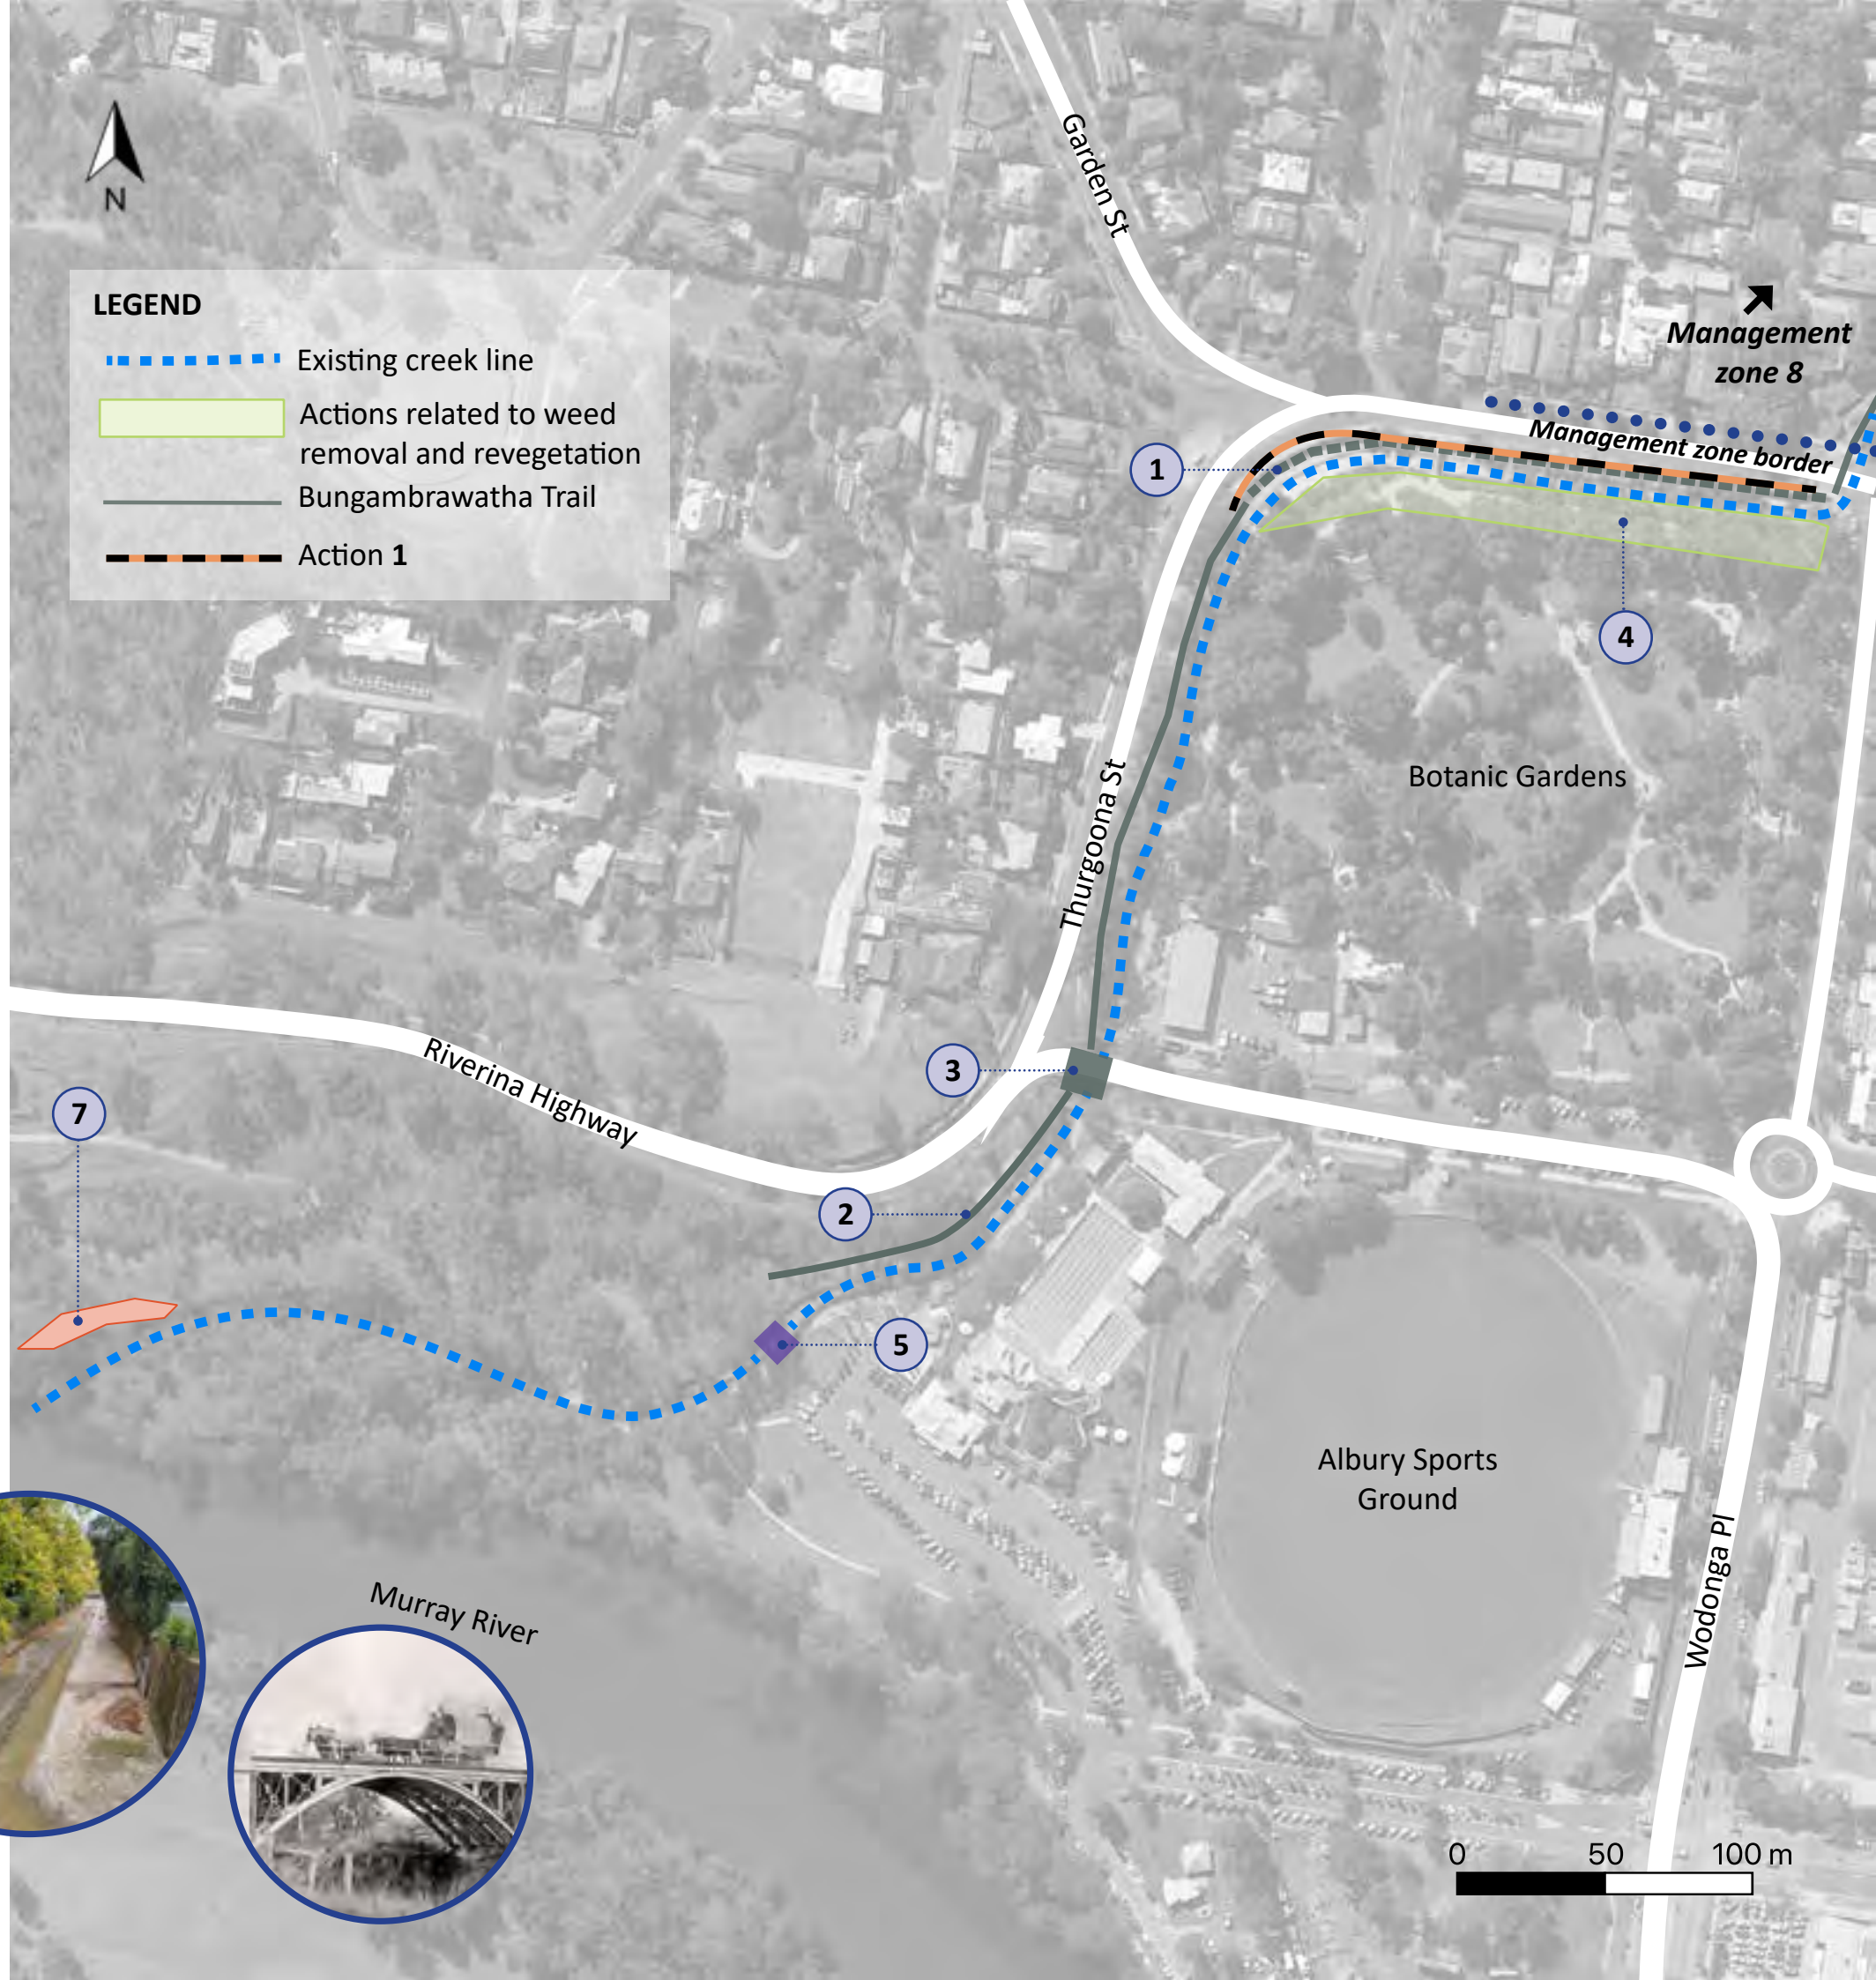 Garden St
N
LEGEND
Existing creek line
Actions related to weed
removal and revegetation
Bungambrawatha Trail
Action 1
Management
zone 8
Management zone border
1
4
Botanic Gardens
Thurgoona St
Riverina Highway
3
7
2
5
Albury Sports
Ground
Wodonga Pl
Murray River
0 50 100 m